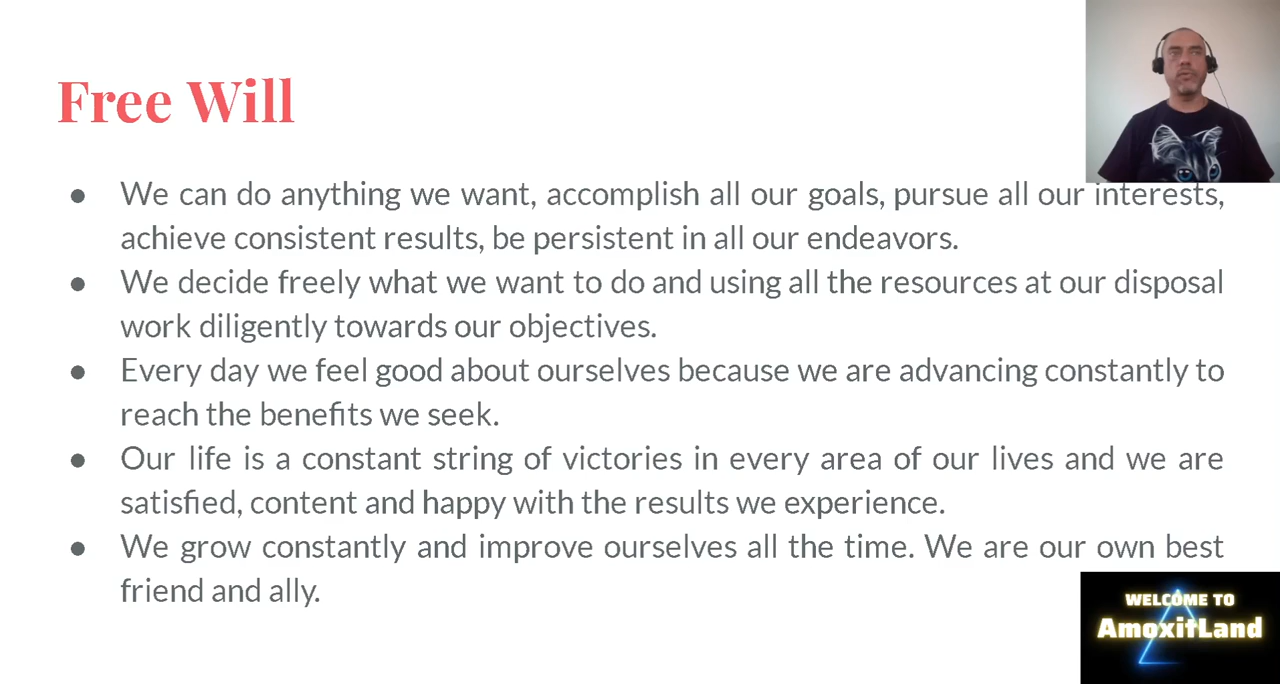 Free Will
● We can do anything we want, accomplish all our goals, pursue all our interests,
achieve consistent results, be persistent in all our endeavors.
● We decide freely what we want to do and using all the resources at our disposal
work diligently towards our objectives.
● Every day we feel good about ourselves because we are advancing constantly to
reach the benefits we seek.
● Our life is a constant string of victories in every area of our lives and we are
satisfied, content and happy with the results we experience.
● We grow constantly and improve ourselves all the time. We are our own best
friend and ally.
WELCOME TO
AmoxitLand